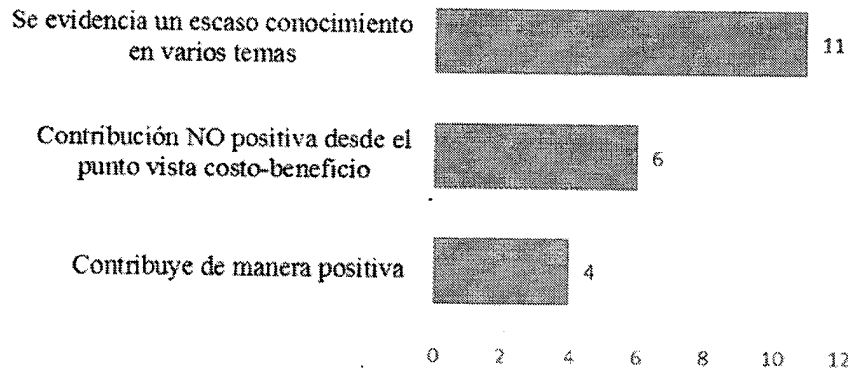 Se evidencia un escaso conocimiento
en varios temas
11
Contribución NO positiva desde el
punto vista costo-beneficio
6
Contribuye de manera positiva
4
0 2 4 6 8 10 12